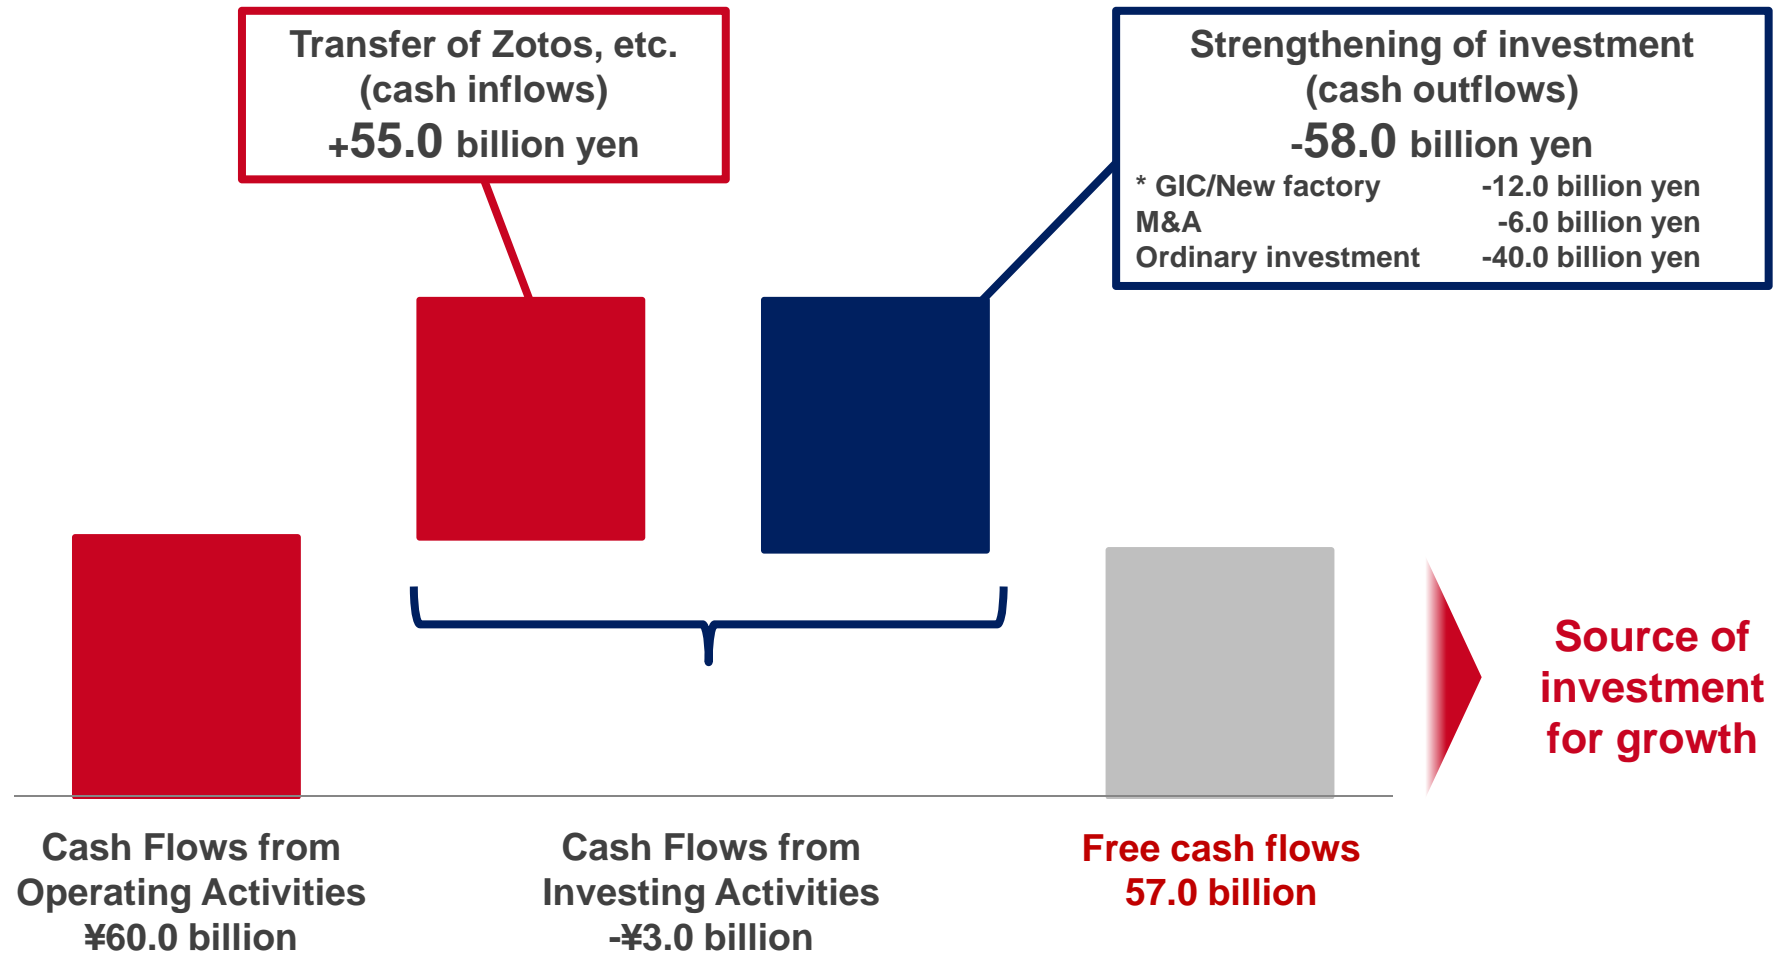 Transfer of Zotos, etc.
(cash inflows)
+55.0 billion yen
Strengthening of investment
(cash outflows)
-58.0 billion yen
* GIC/New factory -12.0 billion yen
M&A -6.0 billion yen
Ordinary investment -40.0 billion yen
Source of
investment
for growth
Cash Flows from
Operating Activities
¥60.0 billion
Cash Flows from
Investing Activities
-¥3.0 billion
Free cash flows
57.0 billion